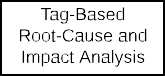 Tag-Based
Root-Cause and
Impact Analysis